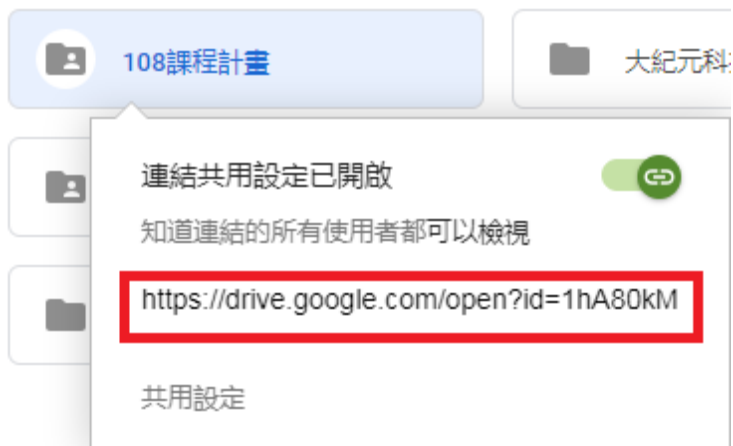 108課程計畫
大紀元科
連結共用設定已開啟
知道連結的所有使用者都可以檢視
https://drive.google.com/open?id=1hA80kM
共用設定